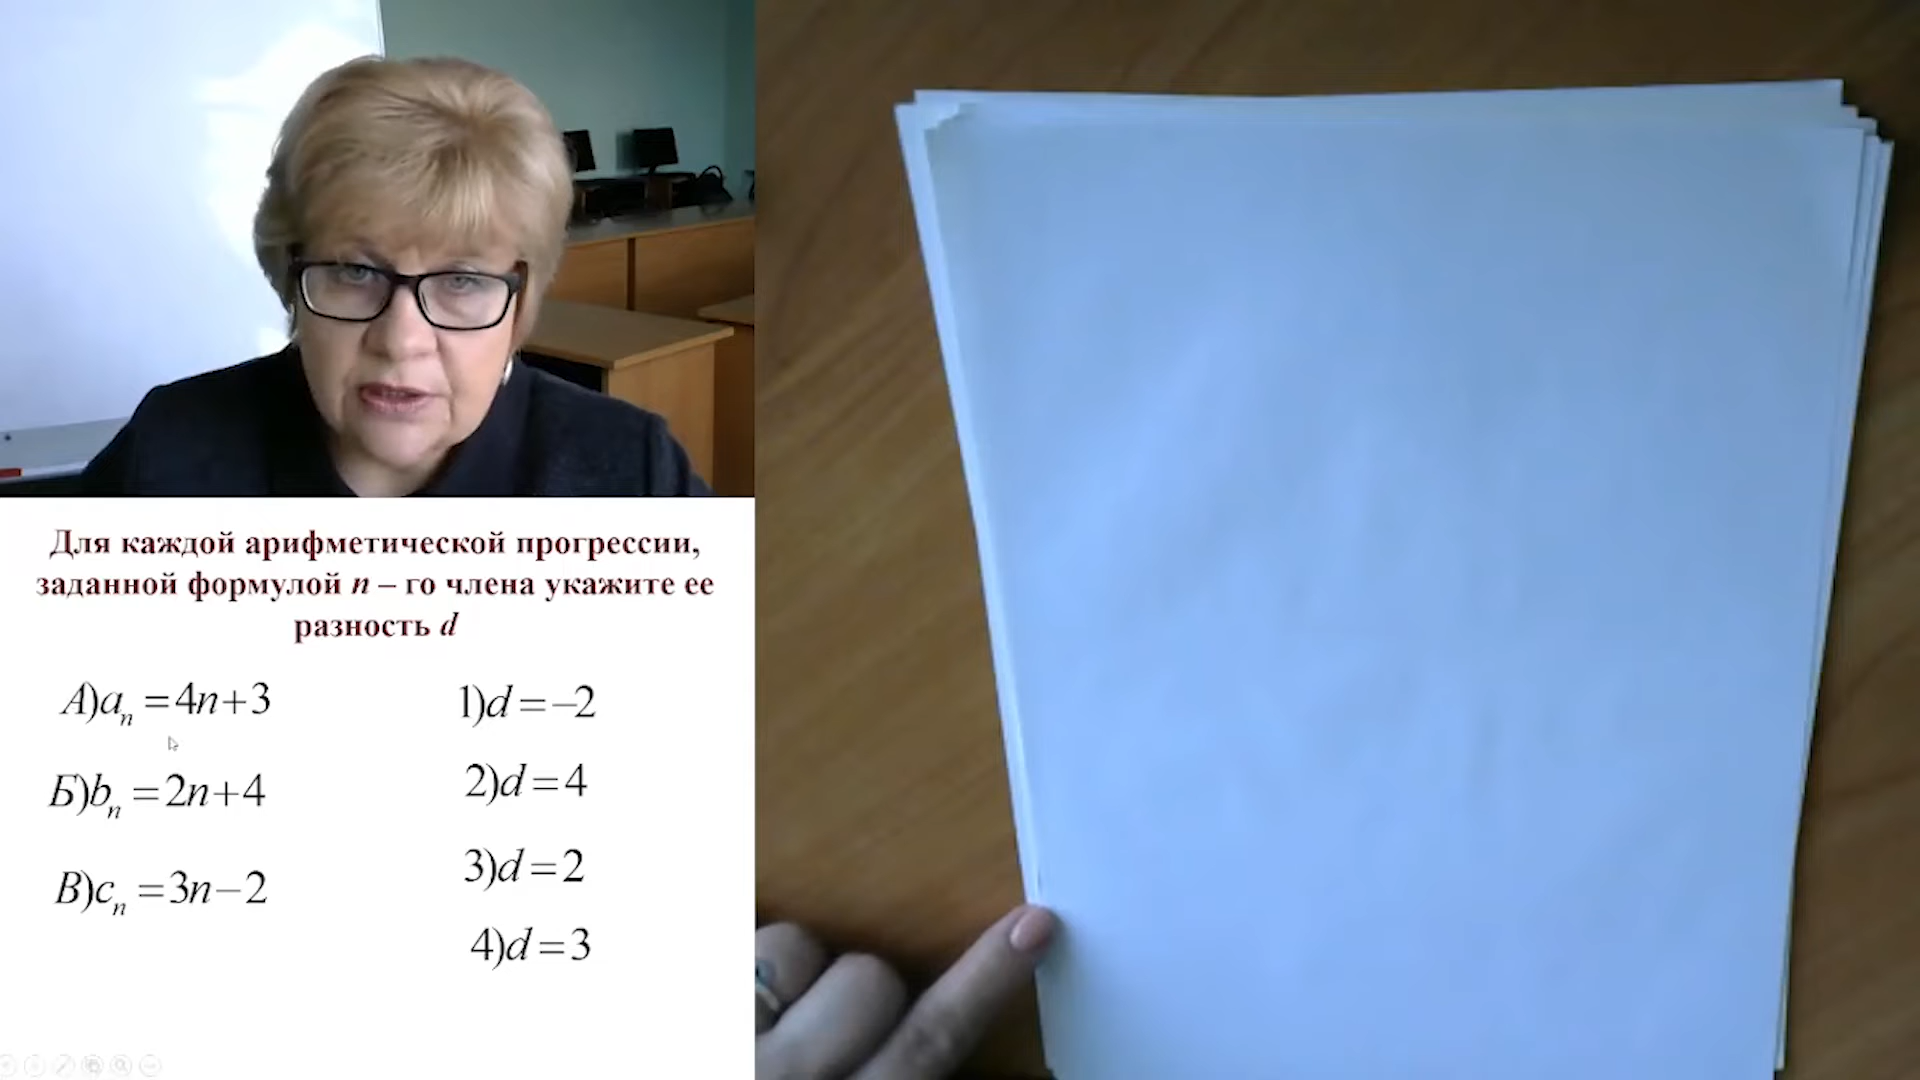 Для каждой арифметической прогрессии,
заданной формулой n – го члена укажите ее
разность d
А)aₙ =4n+3
1)d=–2
Б)bₙ =2n+4
2)d=4
В)cₙ =3n–2
3)d=2
4)d=3